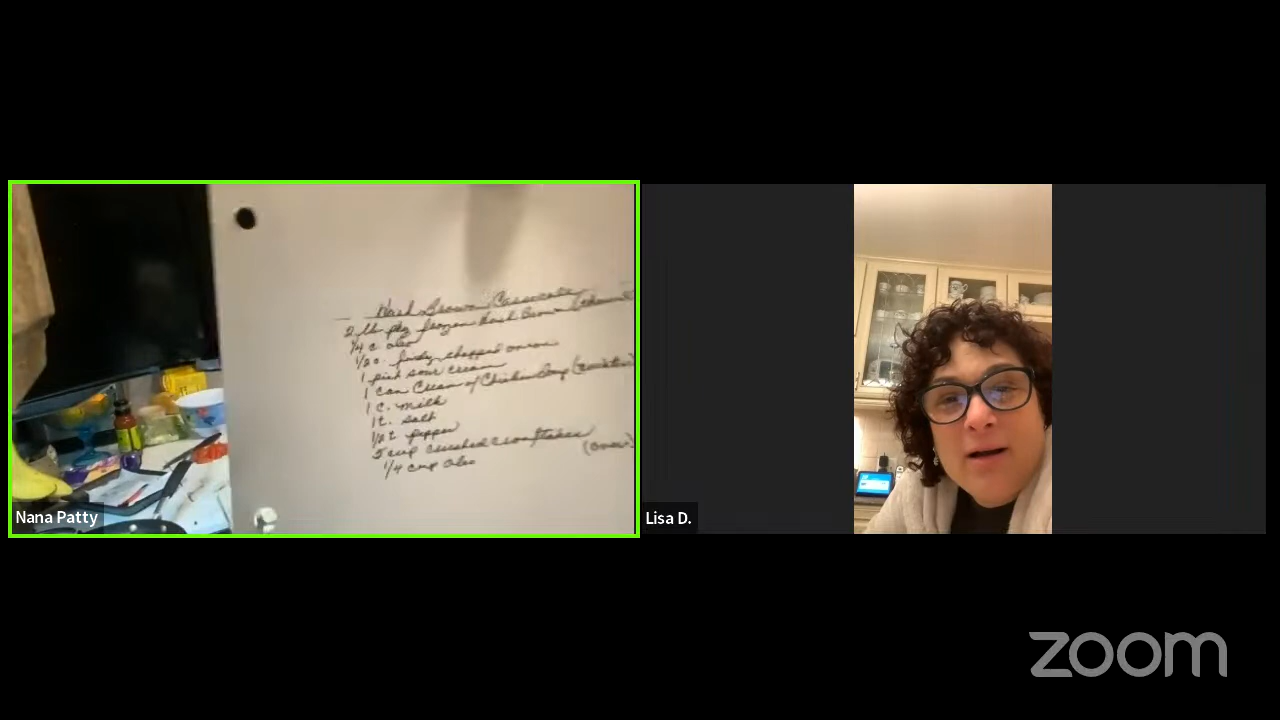 Hash Brown Casserole
2 lb. pkg frozen Hash Brown
1/4 c. oleo
1/2 c. finely chopped onion
1 pint sour cream
1 Can Cream of Chicken Soup
1 c. milk
1 t. salt
1/2 t pepper
cup crushed cornflakes
(over)
1/4 cup oleo
Nana Patty
Lisa D.
zoom